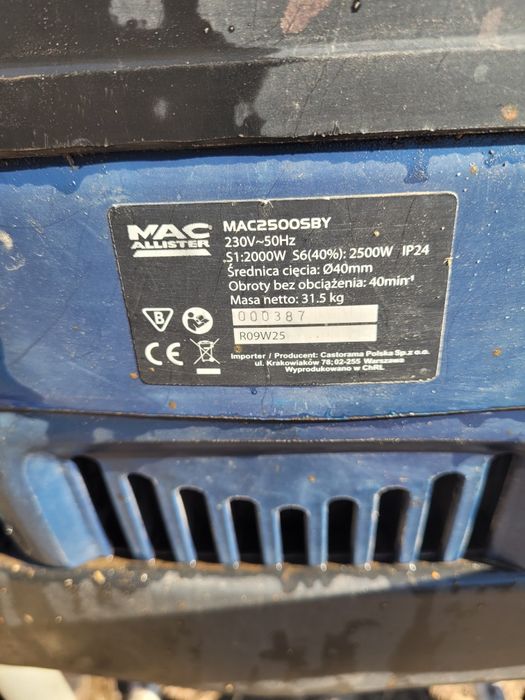 MAC
ALLISTER
MAC2500SBY
230V~50Hz
S1:2000W S6(40%): 2500W IP24
Średnica cięcia: Ø40mm
Obroty bez obciążenia: 40min⁻¹
Masa netto: 31.5 kg
000387
R09W25
B
CE
Importer / Producent: Castorama Polska Sp.z o.o.
ul. Krakowiaków 78; 02-255 Warszawa
Wyprodukowano w ChRL